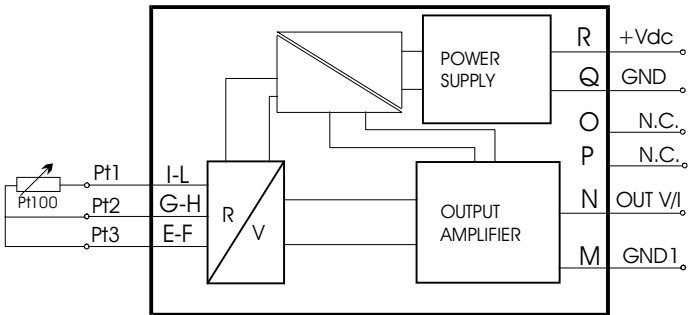 R +Vdc
POWER
SUPPLY
Q GND
O N.C.
P N.C.
Pt1 I-L
Pt100
Pt2 G-H
R
V
OUTPUT
AMPLIFIER
N OUT V/I
Pt3 E-F
M GND1